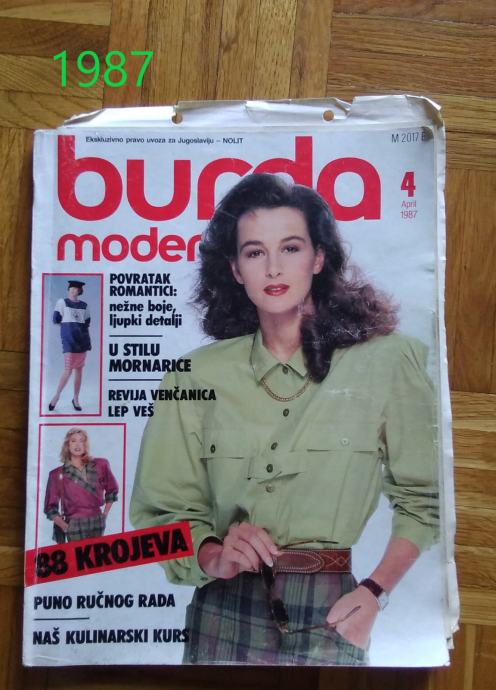 1987
Ekskluzivno pravo uvoza za Jugoslaviju – NOLIT
M 2017 E
burda
moden
4
April
1987
POVRATAK
ROMANTICI:
nežne boje,
ljupki detalji
U STILU
MORNARICE
REVIJA VENČANICA
LEP VEŠ
88 KROJEVA
PUNO RUČNOG RADA
NAŠ KULINARSKI KURS